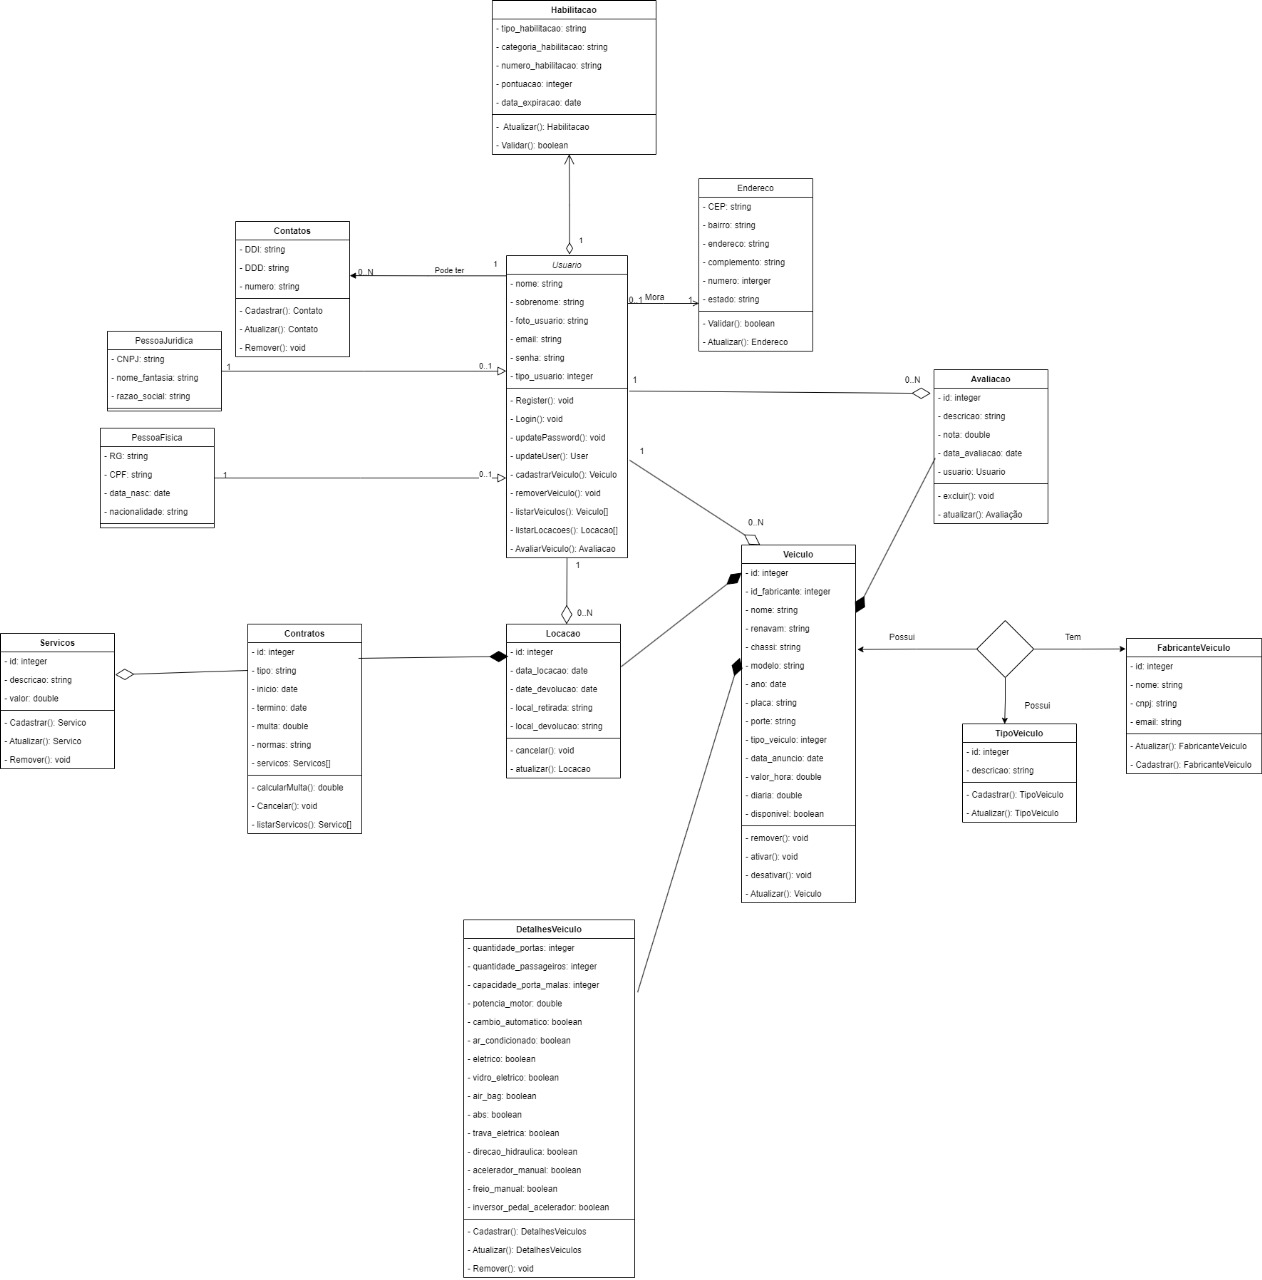 Habilitacao
- tipo_habilitacao: string
- categoria_habilitacao: string
- numero_habilitacao: string
- pontuacao: integer
- data_expiracao: date
- Atualizar(): Habilitacao
- Validar(): boolean
1
Endereco
- CEP: string
- bairro: string
- endereco: string
- complemento: string
- numero: interger
- estado: string
- Validar(): boolean
- Atualizar(): Endereco
Contatos
- DDI: string
- DDD: string
- numero: string
- Cadastrar(): Contato
- Atualizar(): Contato
- Remover(): void
0..N
Pode ter
1
Usuario
- nome: string
- sobrenome: string
- foto_usuario: string
- email: string
- senha: string
- tipo_usuario: integer
- Register(): void
- Login(): void
- updatePassword(): void
- updateUser(): User
- cadastrarVeiculo(): Veiculo
- removerVeiculo(): void
- listarVeiculos(): Veiculo[]
- listarLocacoes(): Locacao[]
- AvaliarVeiculo(): Avaliacao
0..1
Mora
1
PessoaJuridica
- CNPJ: string
- nome_fantasia: string
- razao_social: string
1
0..1
PessoaFisica
- RG: string
- CPF: string
- data_nasc: date
- nacionalidade: string
1
0..1
1
0..N
Avaliacao
- id: integer
- descricao: string
- nota: double
- data_avaliacao: date
- usuario: Usuario
- excluir(): void
- atualizar(): Avaliação
1
0..N
1
0..N
Veiculo
- id: integer
- id_fabricante: integer
- nome: string
- renavam: string
- chassi: string
- modelo: string
- ano: date
- placa: string
- porte: string
- tipo_veiculo: integer
- data_anuncio: date
- valor_hora: double
- diaria: double
- disponivel: boolean
- remover(): void
- ativar(): void
- desativar(): void
- Atualizar(): Veiculo
Servicos
- id: integer
- descricao: string
- valor: double
- Cadastrar(): Servico
- Atualizar(): Servico
- Remover(): void
Contratos
- id: integer
- tipo: string
- inicio: date
- termino: date
- multa: double
- normas: string
- servicos: Servicos[]
- calcularMulta(): double
- Cancelar(): void
- listarServicos(): Servico[]
Locacao
- id: integer
- data_locacao: date
- date_devolucao: date
- local_retirada: string
- local_devolucao: string
- cancelar(): void
- atualizar(): Locacao
Possui
Tem
Possui
FabricanteVeiculo
- id: integer
- nome: string
- cnpj: string
- email: string
- Atualizar(): FabricanteVeiculo
- Cadastrar(): FabricanteVeiculo
TipoVeiculo
- id: integer
- descricao: string
- Cadastrar(): TipoVeiculo
- Atualizar(): TipoVeiculo
DetalhesVeiculo
- quantidade_portas: integer
- quantidade_passageiros: integer
- capacidade_porta_malas: integer
- potencia_motor: double
- cambio_automatico: boolean
- ar_condicionado: boolean
- eletrico: boolean
- vidro_eletrico: boolean
- air_bag: boolean
- abs: boolean
- trava_eletrica: boolean
- direcao_hidraulica: boolean
- acelerador_manual: boolean
- freio_manual: boolean
- inversor_pedal_acelerador: boolean
- Cadastrar(): DetalhesVeiculos
- Atualizar(): DetalhesVeiculos
- Remover(): void